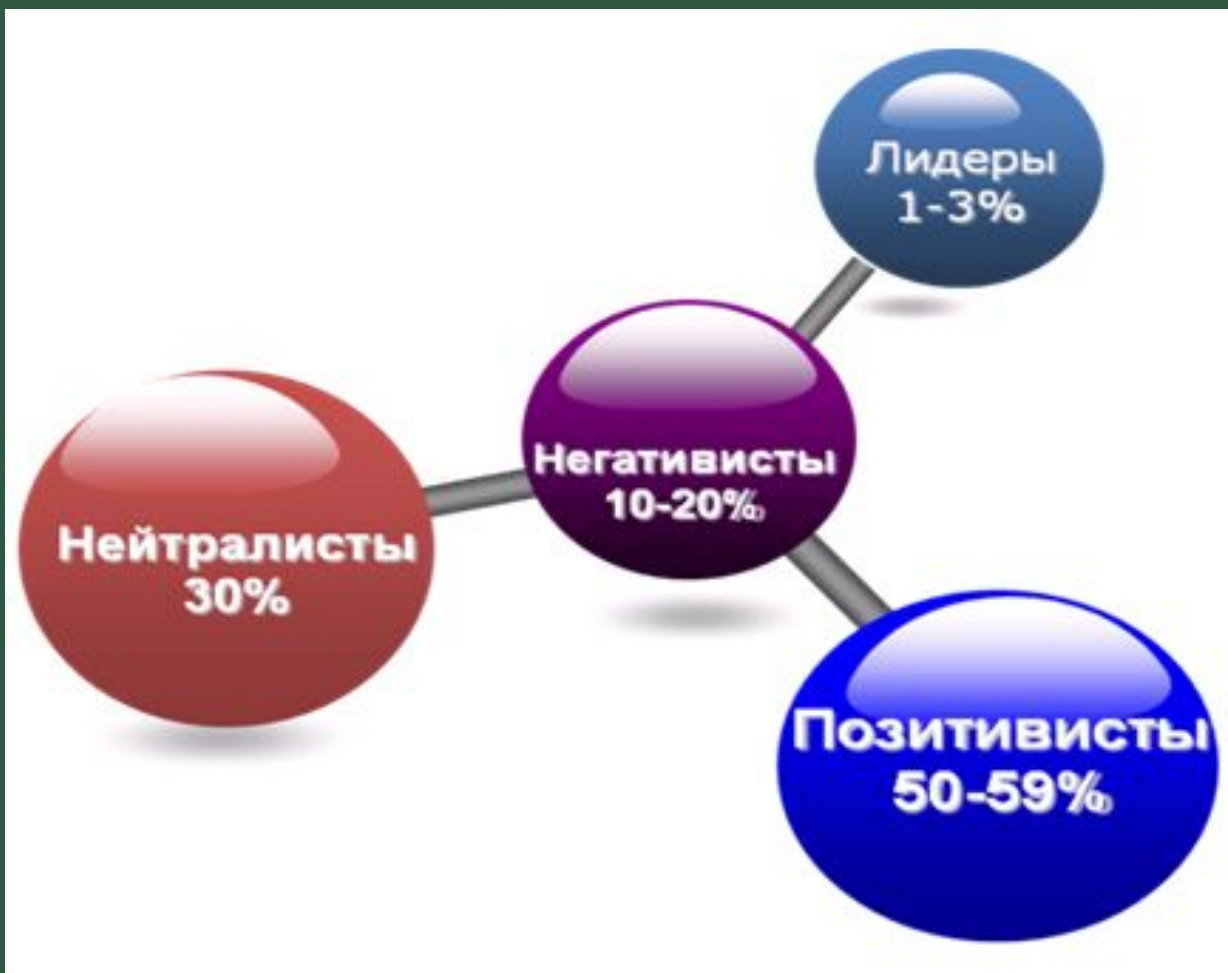 Лидеры
1-3%
Негативисты
10-20%
Нейтралисты
30%
Позитивисты
50-59%